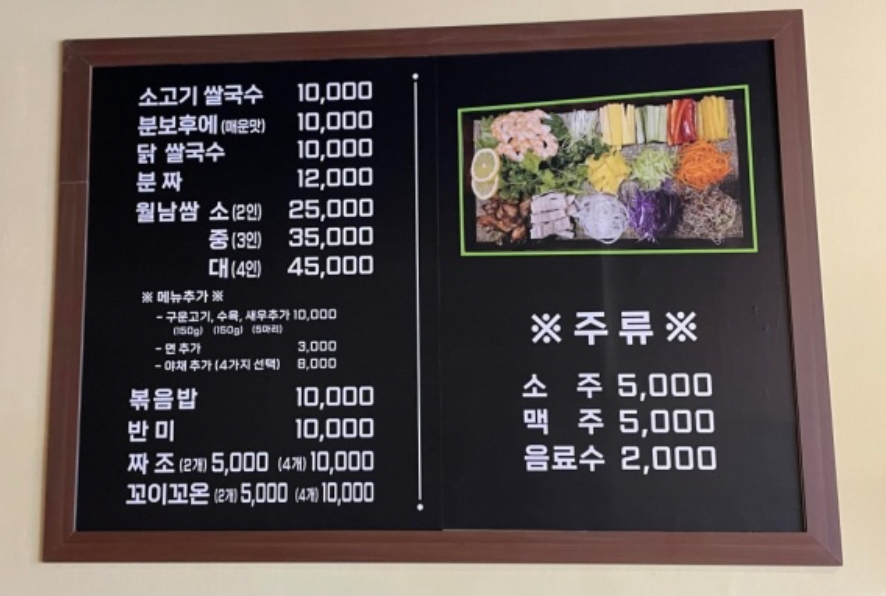 소고기 쌀국수 10,000
분보후에 (매운맛) 10,000
닭 쌀국수 10,000
분 짜 12,000
월남쌈 소 (2인) 25,000
중 (3인) 35,000
대 (4인) 45,000
※ 메뉴추가 ※
- 구운고기, 수육, 새우추가 10,000
(150g) (150g) (5마리)
- 면 추가 3,000
- 야채 추가 (4가지 선택) 8,000
볶음밥 10,000
반 미 10,000
짜 조 (2개) 5,000 (4개) 10,000
꼬이꼬온 (2개) 5,000 (4개) 10,000
※ 주 류 ※
소 주 5,000
맥 주 5,000
음료수 2,000